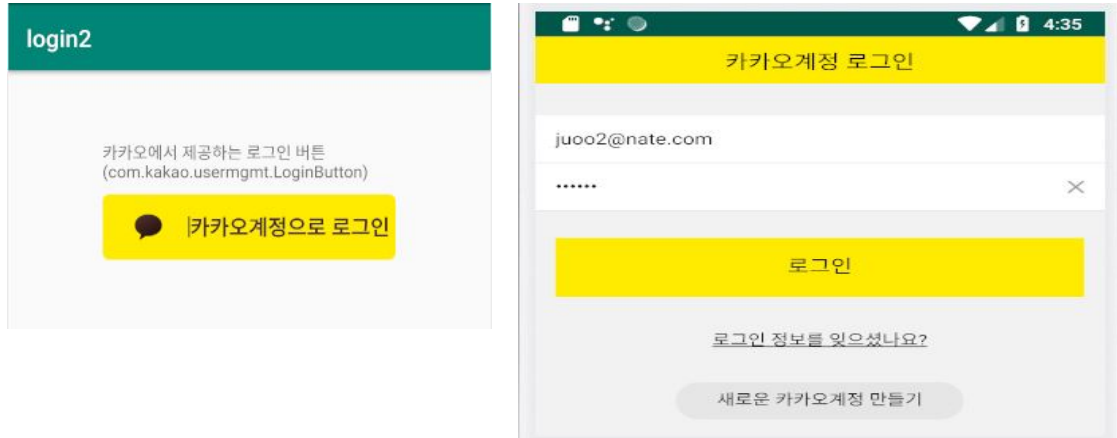 login2
카카오에서 제공하는 로그인 버튼
(com.kakao.usermgmt.LoginButton)
카카오계정으로 로그인
4:35
카카오계정 로그인
juoo2@nate.com
••••••
로그인
로그인 정보를 잊으셨나요?
새로운 카카오계정 만들기